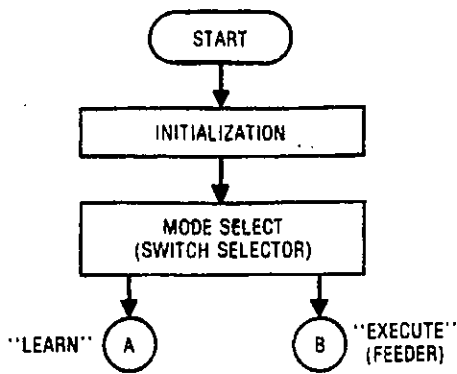 START
INITIALIZATION
MODE SELECT
(SWITCH SELECTOR)
"LEARN" A B "EXECUTE"
(FEEDER)